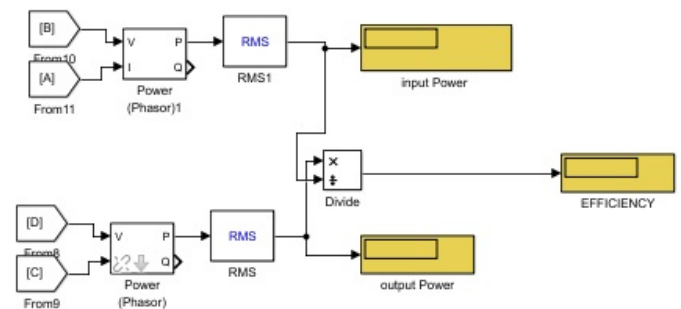 [B]
From10
[A]
From11
V
I
P
Q
Power
(Phasor)1
RMS
RMS1
input Power
×
÷
Divide
EFFICIENCY
[D]
From8
[C]
From9
V
P
Q
Power
(Phasor)
RMS
RMS
output Power